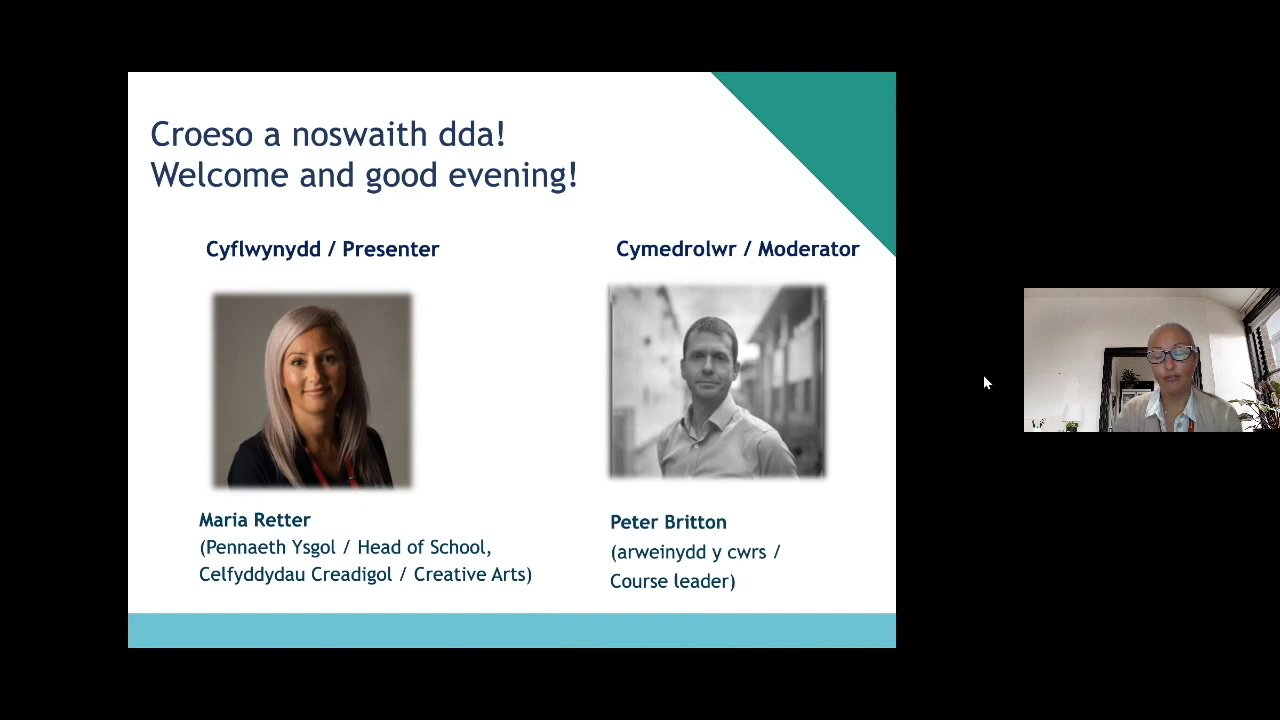 Croeso a noswaith dda!
Welcome and good evening!
Cyflwynydd / Presenter
Cymedrolwr / Moderator
Maria Retter
(Pennaeth Ysgol / Head of School,
Celfyddydau Creadigol / Creative Arts)
Peter Britton
(arweinydd y cwrs /
Course leader)